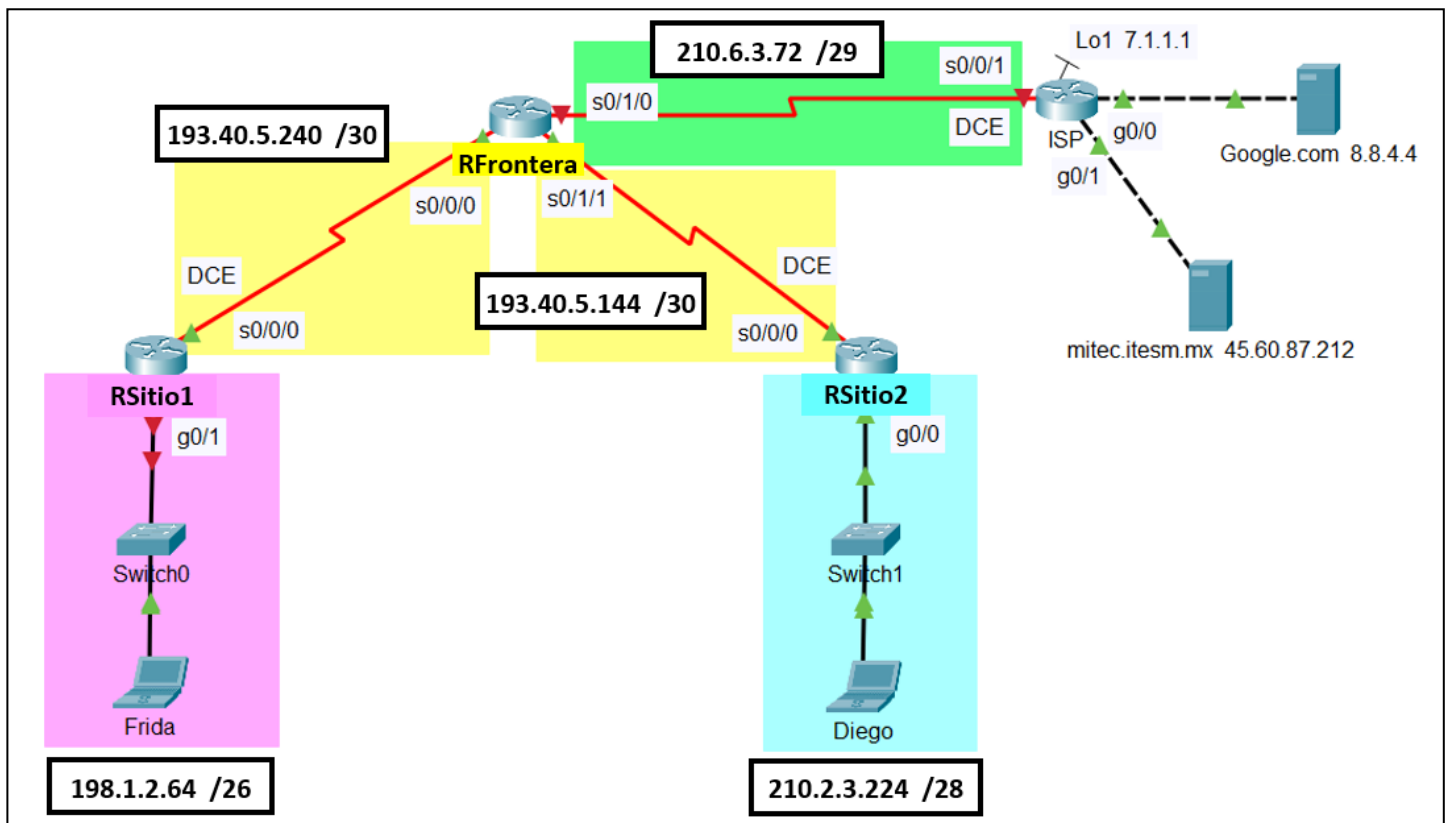 210.6.3.72 /29
Lo1 7.1.1.1
s0/0/1
s0/1/0
DCE
ISP
g0/0
Google.com 8.8.4.4
g0/1
mitec.itesm.mx 45.60.87.212
193.40.5.240 /30
RFrontera
s0/0/0
s0/1/1
DCE
DCE
193.40.5.144 /30
s0/0/0
s0/0/0
RSitio1
g0/1
Switch0
Frida
198.1.2.64 /26
RSitio2
g0/0
Switch1
Diego
210.2.3.224 /28